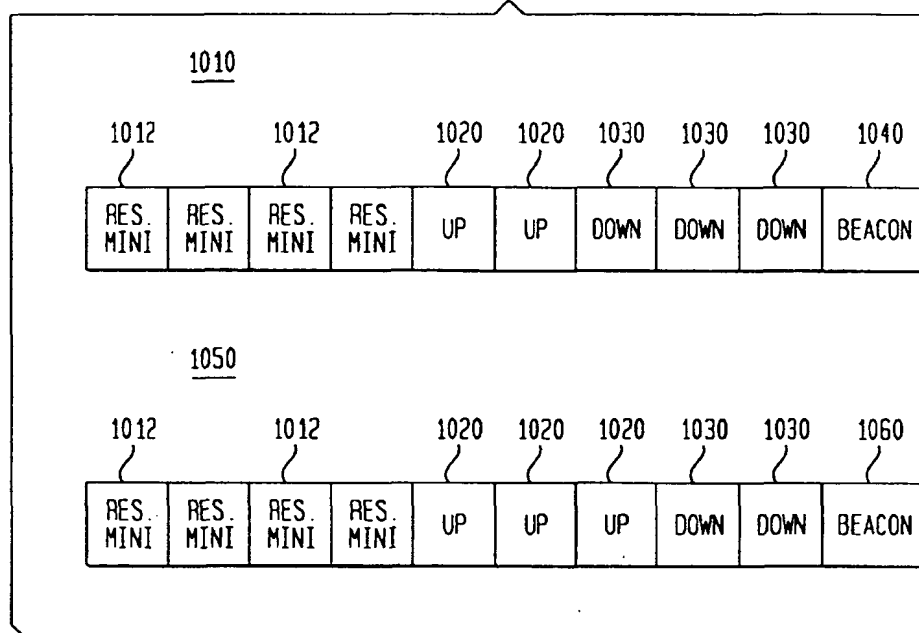 1010
1012 1012 1020 1020 1030 1030 1030 1040
RES. RES. RES. RES. UP UP DOWN DOWN DOWN BEACON
MINI MINI MINI MINI
1050
1012 1012 1020 1020 1020 1030 1030 1060
RES. RES. RES. RES. UP UP UP DOWN DOWN BEACON
MINI MINI MINI MINI